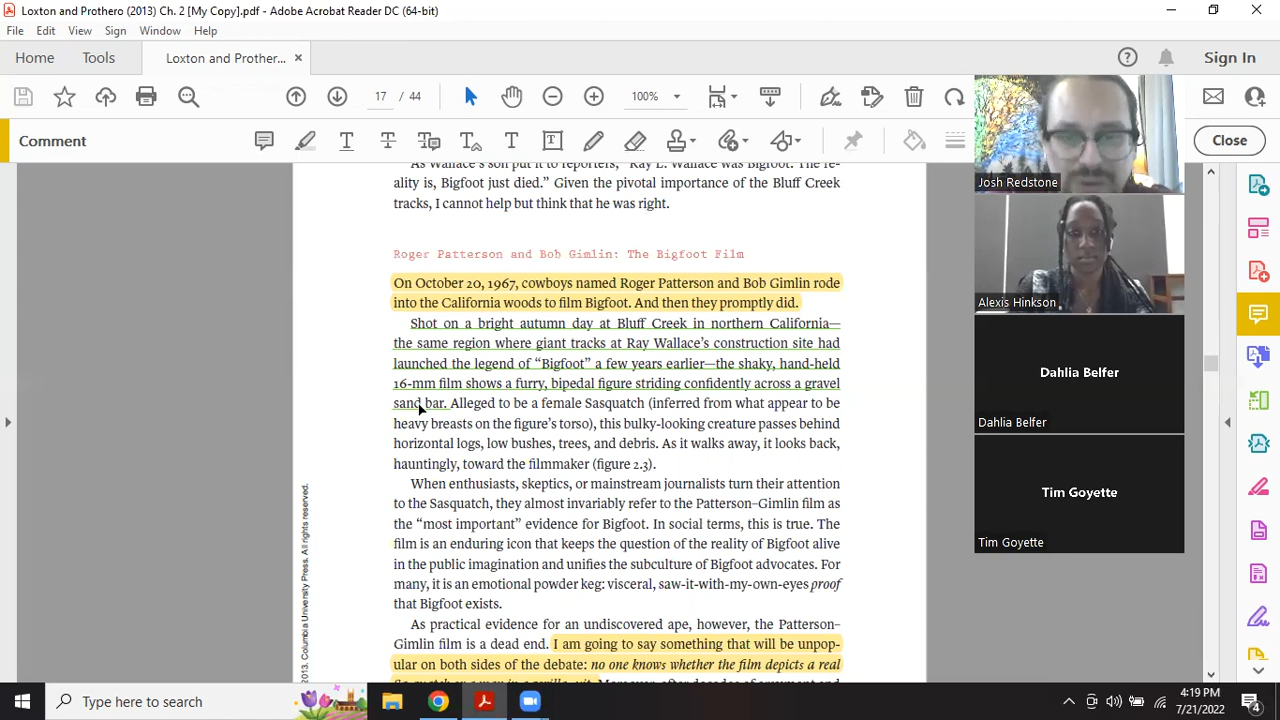 Loxton and Prothero (2013) Ch. 2 [My Copy].pdf - Adobe Acrobat Reader DC (64-bit)
File Edit View Sign Window Help
Home Tools Loxton and Prother... × Sign In
17 / 44 100%
Comment Close
As Wallace's son put it to reporters, "Ray L. Wallace was Bigfoot. The re-
ality is, Bigfoot just died." Given the pivotal importance of the Bluff Creek
tracks, I cannot help but think that he was right.
Roger Patterson and Bob Gimlin: The Bigfoot Film
On October 20, 1967, cowboys named Roger Patterson and Bob Gimlin rode
into the California woods to film Bigfoot. And then they promptly did.
Shot on a bright autumn day at Bluff Creek in northern California—
the same region where giant tracks at Ray Wallace's construction site had
launched the legend of "Bigfoot" a few years earlier—the shaky, hand-held
16-mm film shows a furry, bipedal figure striding confidently across a gravel
sand bar. Alleged to be a female Sasquatch (inferred from what appear to be
heavy breasts on the figure's torso), this bulky-looking creature passes behind
horizontal logs, low bushes, trees, and debris. As it walks away, it looks back,
hauntingly, toward the filmmaker (figure 2.3).
When enthusiasts, skeptics, or mainstream journalists turn their attention
to the Sasquatch, they almost invariably refer to the Patterson–Gimlin film as
the "most important" evidence for Bigfoot. In social terms, this is true. The
film is an enduring icon that keeps the question of the reality of Bigfoot alive
in the public imagination and unifies the subculture of Bigfoot advocates. For
many, it is an emotional powder keg: visceral, saw-it-with-my-own-eyes proof
that Bigfoot exists.
As practical evidence for an undiscovered ape, however, the Patterson–
Gimlin film is a dead end. I am going to say something that will be unpop-
ular on both sides of the debate: no one knows whether the film depicts a real
2013. Columbia University Press. All rights reserved.
Josh Redstone
Alexis Hinkson
Dahlia Belfer
Dahlia Belfer
Tim Goyette
Tim Goyette
Type here to search
4:19 PM
7/21/2022
4